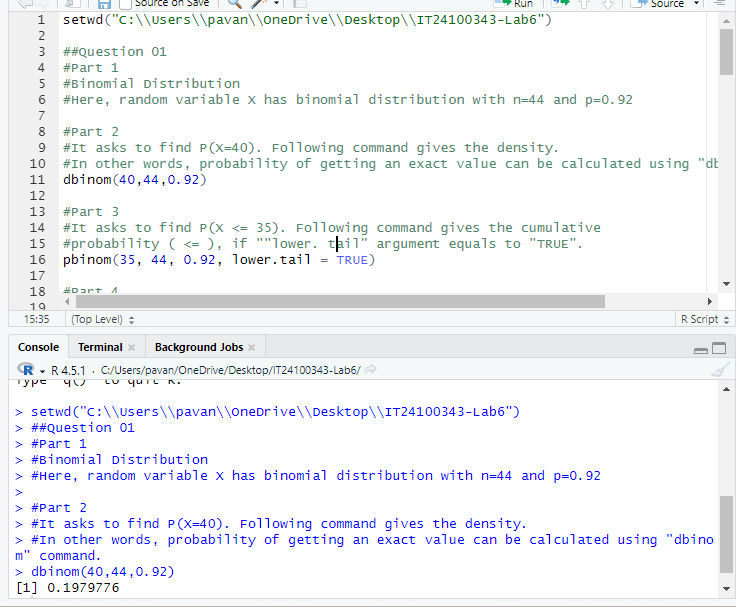 Source on Save
Run
Source
1 setwd("C:\\Users\\pavan\\OneDrive\\Desktop\\IT24100343-Lab6")
2
3 ##Question 01
4 #Part 1
5 #Binomial Distribution
6 #Here, random variable X has binomial distribution with n=44 and p=0.92
7
8 #Part 2
9 #It asks to find P(X=40). Following command gives the density.
10 #In other words, probability of getting an exact value can be calculated using "db
11 dbinom(40,44,0.92)
12
13 #Part 3
14 #It asks to find P(X <= 35). Following command gives the cumulative
15 #probability ( <= ), if ""lower. tail" argument equals to "TRUE".
16 pbinom(35, 44, 0.92, lower.tail = TRUE)
17
18 #Part 4
19
15:35 (Top Level) R Script
Console Terminal Background Jobs
R R 4.5.1 · C:/Users/pavan/OneDrive/Desktop/IT24100343-Lab6/
Type 'q()' to quit R.
> setwd("C:\\Users\\pavan\\OneDrive\\Desktop\\IT24100343-Lab6")
> ##Question 01
> #Part 1
> #Binomial Distribution
> #Here, random variable X has binomial distribution with n=44 and p=0.92
>
> #Part 2
> #It asks to find P(X=40). Following command gives the density.
> #In other words, probability of getting an exact value can be calculated using "dbino
m" command.
> dbinom(40,44,0.92)
[1] 0.1979776